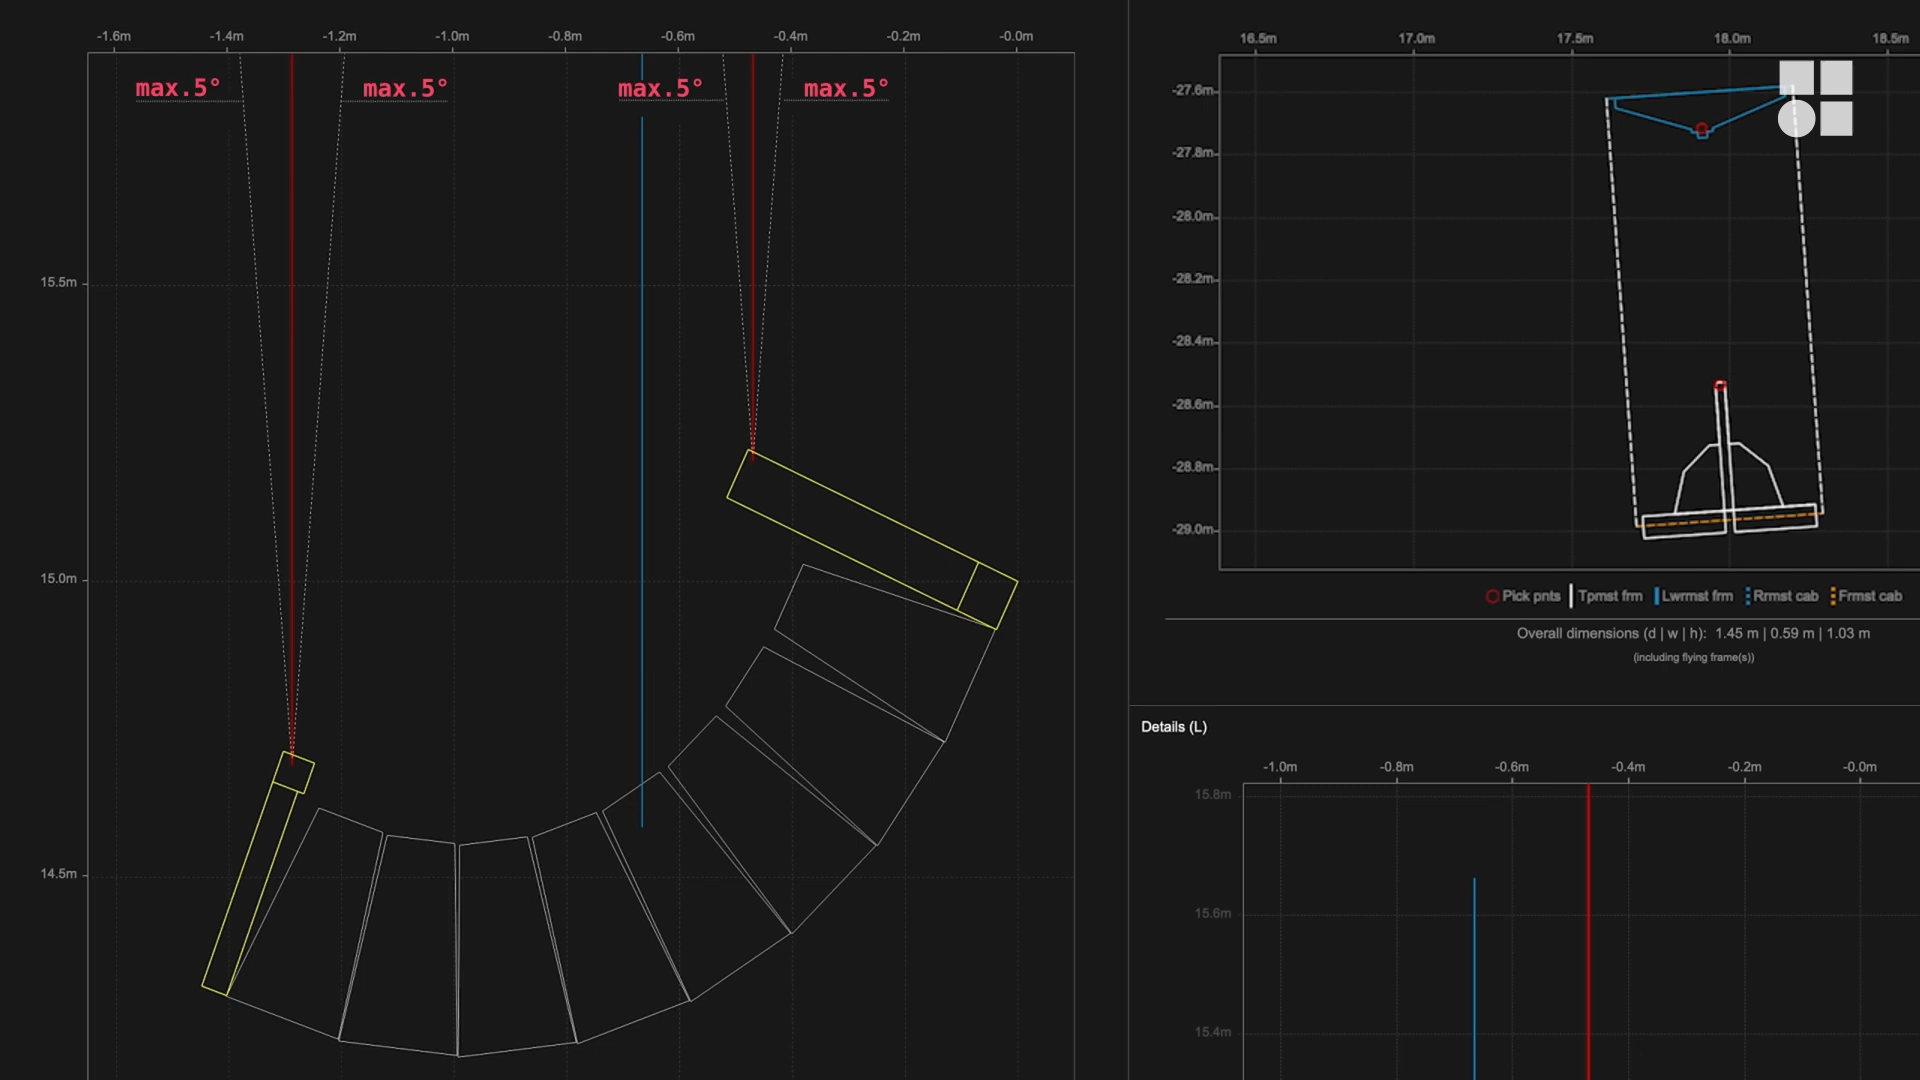 -1.6m -1.4m -1.2m -1.0m -0.8m -0.6m -0.4m -0.2m -0.0m
max.5° max.5° max.5° max.5°
15.5m
15.0m
14.5m
16.5m 17.0m 17.5m 18.0m 18.5m
-27.6m
-27.8m
-28.0m
-28.2m
-28.4m
-28.6m
-28.8m
-29.0m
Pick pnts Tpmst frm Lwrmst frm Rrmst cab Frmst cab
Overall dimensions (d | w | h): 1.45 m | 0.59 m | 1.03 m
(including flying frame(s))
Details (L)
-1.0m -0.8m -0.6m -0.4m -0.2m -0.0m
15.8m
15.6m
15.4m